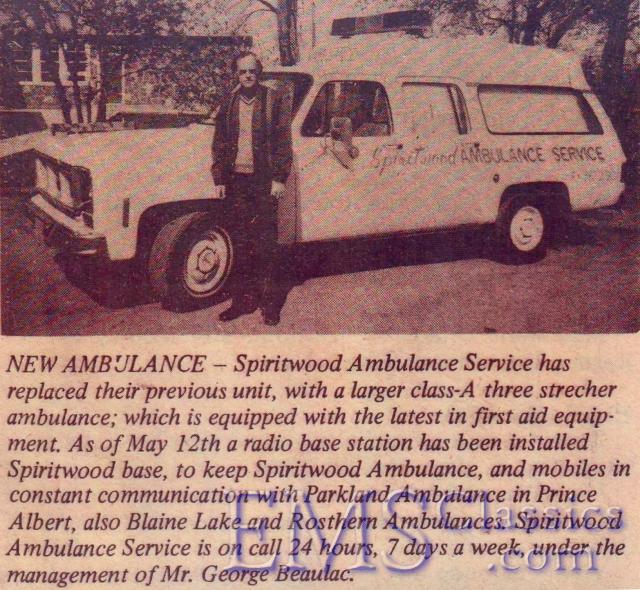 Spiritwood AMBULANCE SERVICE
NEW AMBULANCE – Spiritwood Ambulance Service has
replaced their previous unit, with a larger class-A three strecher
ambulance; which is equipped with the latest in first aid equip-
ment. As of May 12th a radio base station has been installed
Spiritwood base, to keep Spiritwood Ambulance, and mobiles in
constant communication with Parkland Ambulance in Prince
Albert, also Blaine Lake and Rosthern Ambulances. Spiritwood
Ambulance Service is on call 24 hours, 7 days a week, under the
management of Mr. George Beaulac.
EMSClassics
.com